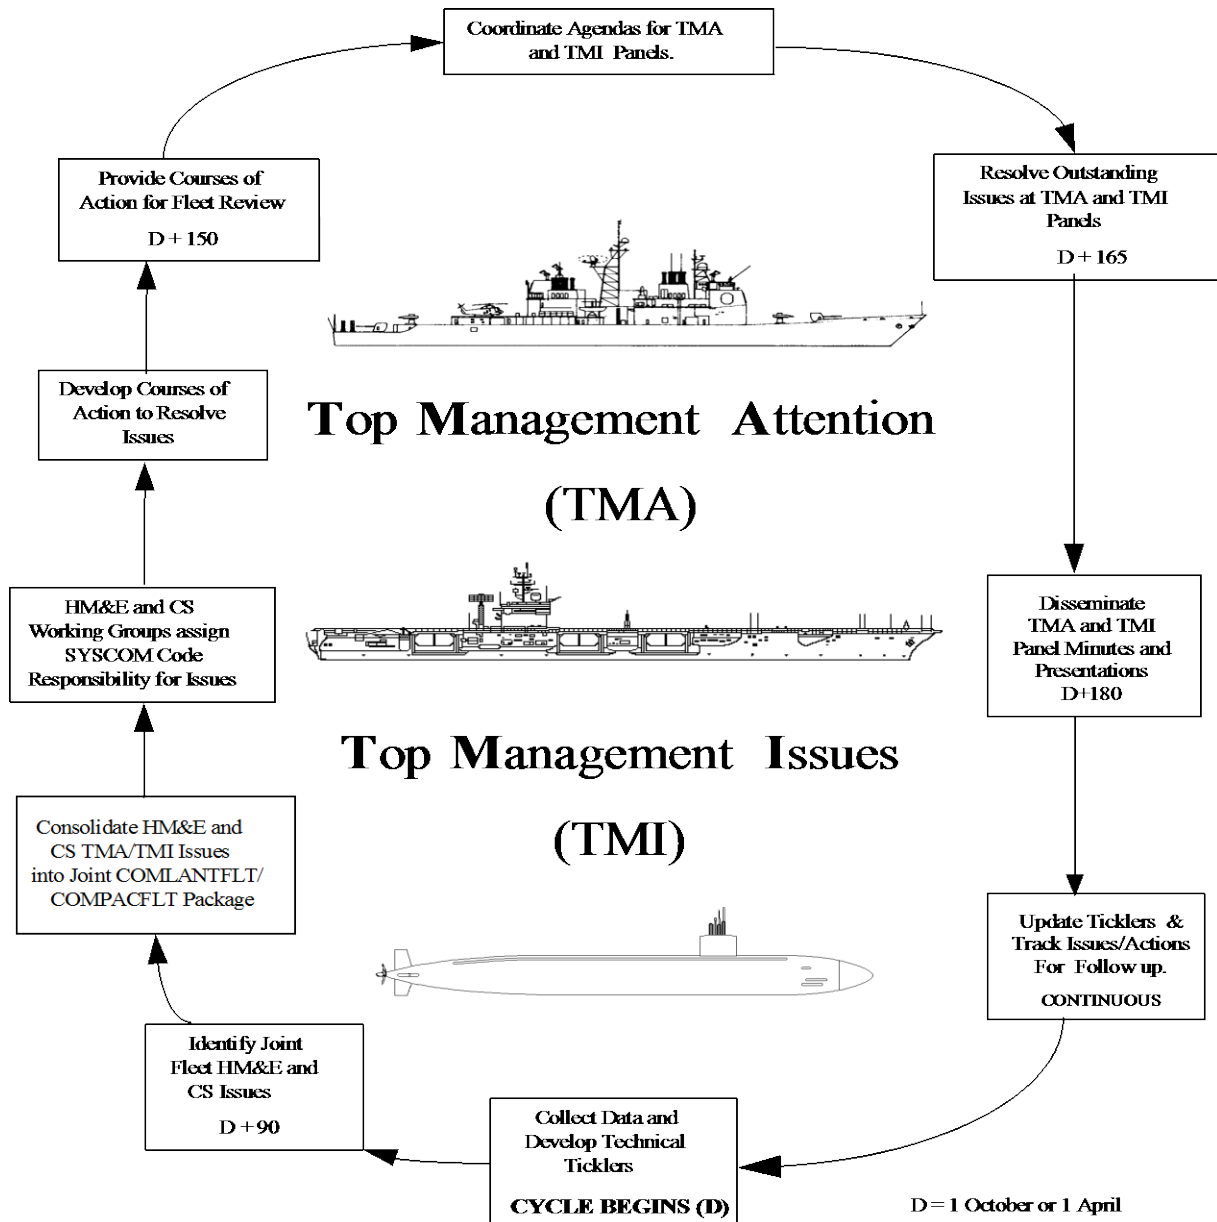 Coordinate Agendas for TMA
and TMI Panels.
Provide Courses of
Action for Fleet Review
D + 150
Resolve Outstanding
Issues at TMA and TMI
Panels
D + 165
Develop Courses of
Action to Resolve
Issues
Top Management Attention
(TMA)
HM&E and CS
Working Groups assign
SYSCOM Code
Responsibility for Issues
Disseminate
TMA and TMI
Panel Minutes and
Presentations
D+180
Top Management Issues
(TMI)
Consolidate HM&E and
CS TMA/TMI Issues
into Joint COMLANTFLT/
COMPACFLT Package
Update Ticklers &
Track Issues/Actions
For Follow up.
CONTINUOUS
Identify Joint
Fleet HM&E and
CS Issues
D + 90
Collect Data and
Develop Technical
Ticklers
CYCLE BEGINS (D)
D = 1 October or 1 April